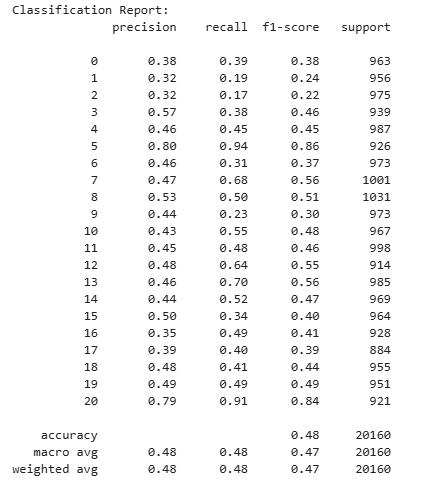 Classification Report:
precision recall f1-score support
0 0.38 0.39 0.38 963
1 0.32 0.19 0.24 956
2 0.32 0.17 0.22 975
3 0.57 0.38 0.46 939
4 0.46 0.45 0.45 987
5 0.80 0.94 0.86 926
6 0.46 0.31 0.37 973
7 0.47 0.68 0.56 1001
8 0.53 0.50 0.51 1031
9 0.44 0.23 0.30 973
10 0.43 0.55 0.48 967
11 0.45 0.48 0.46 998
12 0.48 0.64 0.55 914
13 0.46 0.70 0.56 985
14 0.44 0.52 0.47 969
15 0.50 0.34 0.40 964
16 0.35 0.49 0.41 928
17 0.39 0.40 0.39 884
18 0.48 0.41 0.44 955
19 0.49 0.49 0.49 951
20 0.79 0.91 0.84 921
accuracy 0.48 20160
macro avg 0.48 0.48 0.47 20160
weighted avg 0.48 0.48 0.47 20160